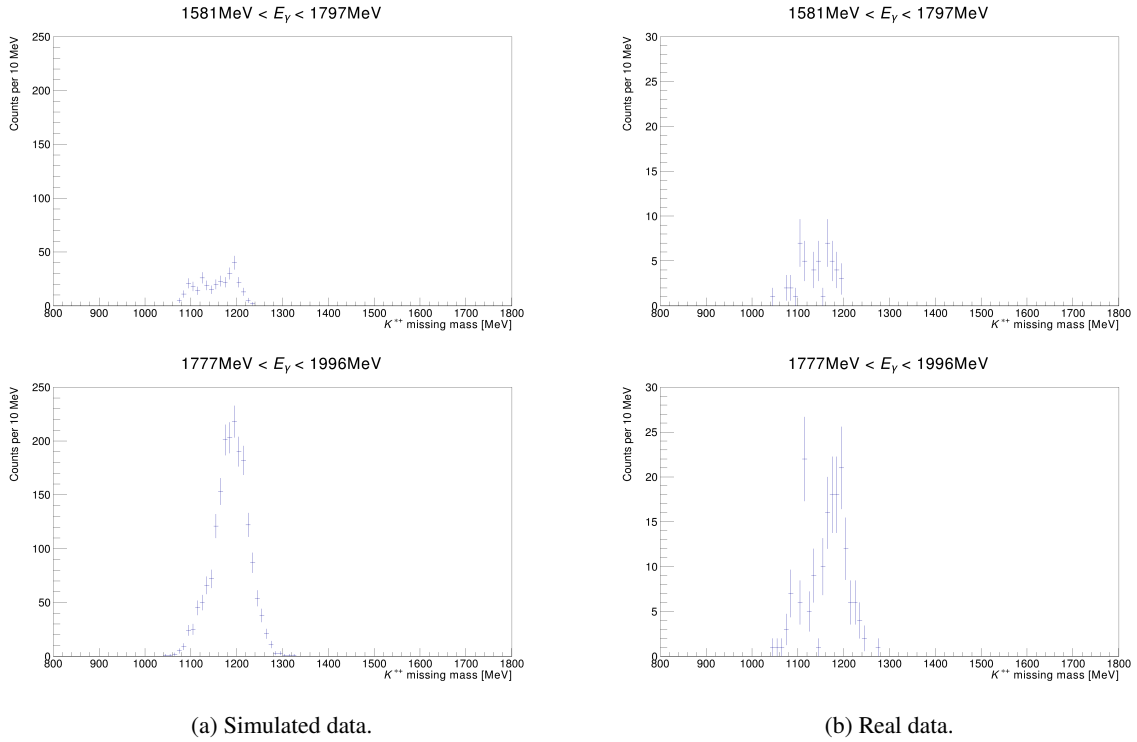 1581MeV < Eγ < 1797MeV
Counts per 10 MeV
250
200
150
100
50
0
800 900 1000 1100 1200 1300 1400 1500 1600 1700 1800
K*+ missing mass [MeV]
1581MeV < Eγ < 1797MeV
Counts per 10 MeV
30
25
20
15
10
5
0
800 900 1000 1100 1200 1300 1400 1500 1600 1700 1800
K*+ missing mass [MeV]
1777MeV < Eγ < 1996MeV
Counts per 10 MeV
250
200
150
100
50
0
800 900 1000 1100 1200 1300 1400 1500 1600 1700 1800
K*+ missing mass [MeV]
1777MeV < Eγ < 1996MeV
Counts per 10 MeV
30
25
20
15
10
5
0
800 900 1000 1100 1200 1300 1400 1500 1600 1700 1800
K*+ missing mass [MeV]
(a) Simulated data.
(b) Real data.